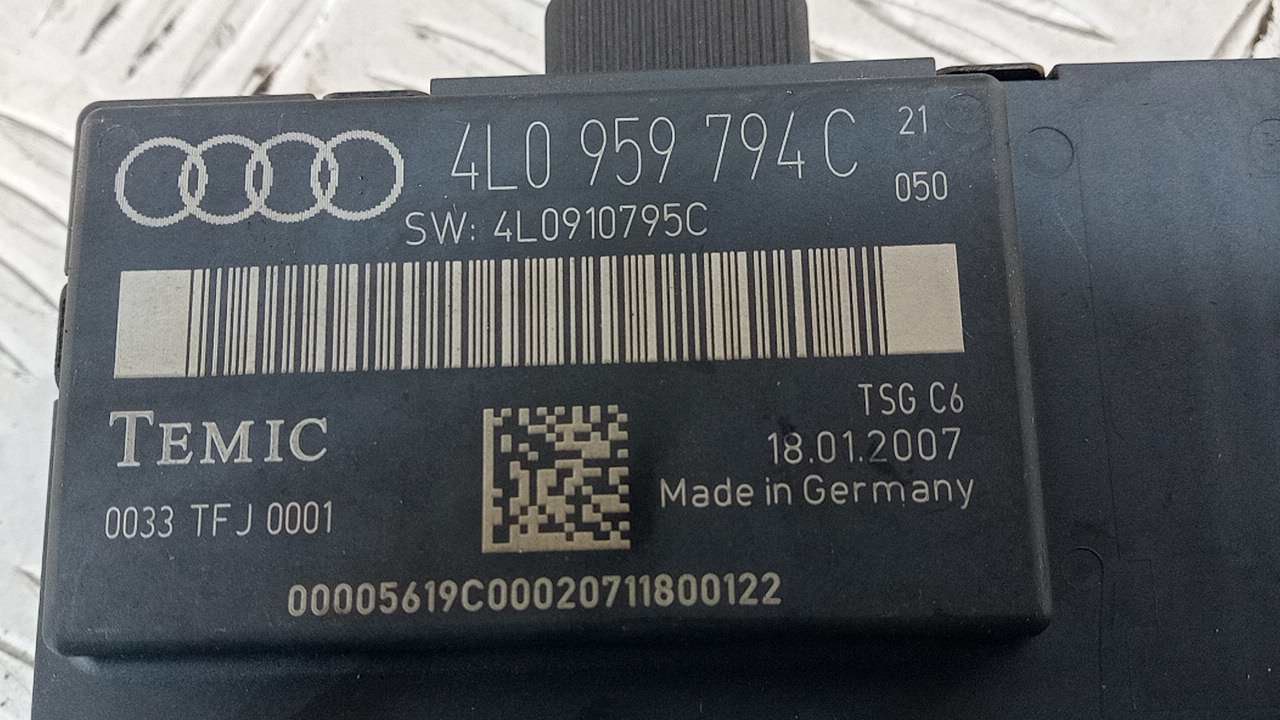 4L0 959 794 C 21
050
SW: 4L0910795C
TEMIC
TSG C6
18.01.2007
Made in Germany
0033 TFJ 0001
00005619C00020711800122